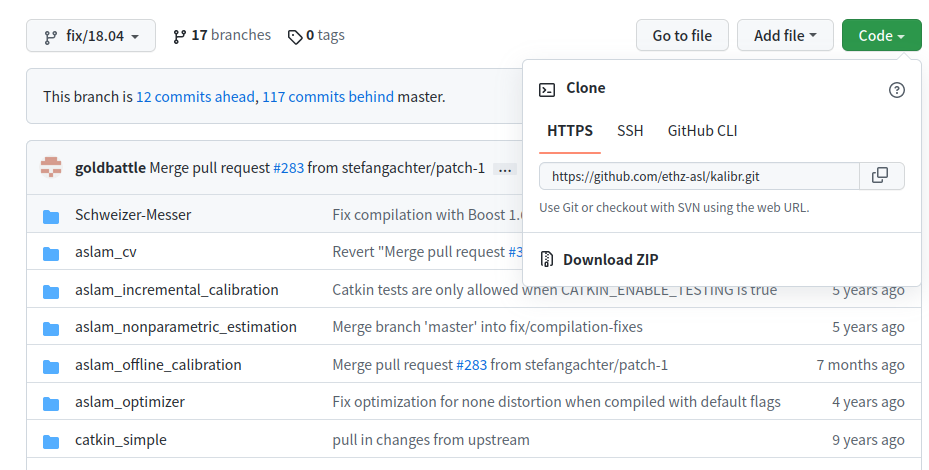 fix/18.04 17 branches 0 tags Go to file Add file Code
This branch is 12 commits ahead, 117 commits behind master.
Clone
HTTPS SSH GitHub CLI
https://github.com/ethz-asl/kalibr.git
Use Git or checkout with SVN using the web URL.
Download ZIP
goldbattle Merge pull request #283 from stefangachter/patch-1 ...
Schweizer-Messer Fix compilation with Boost
aslam_cv Revert "Merge pull request
aslam_incremental_calibration Catkin tests are only allowed when CATKIN_ENABLE_TESTING is true 5 years ago
aslam_nonparametric_estimation Merge branch 'master' into fix/compilation-fixes 5 years ago
aslam_offline_calibration Merge pull request #283 from stefangachter/patch-1 7 months ago
aslam_optimizer Fix optimization for none distortion when compiled with default flags 4 years ago
catkin_simple pull in changes from upstream 9 years ago